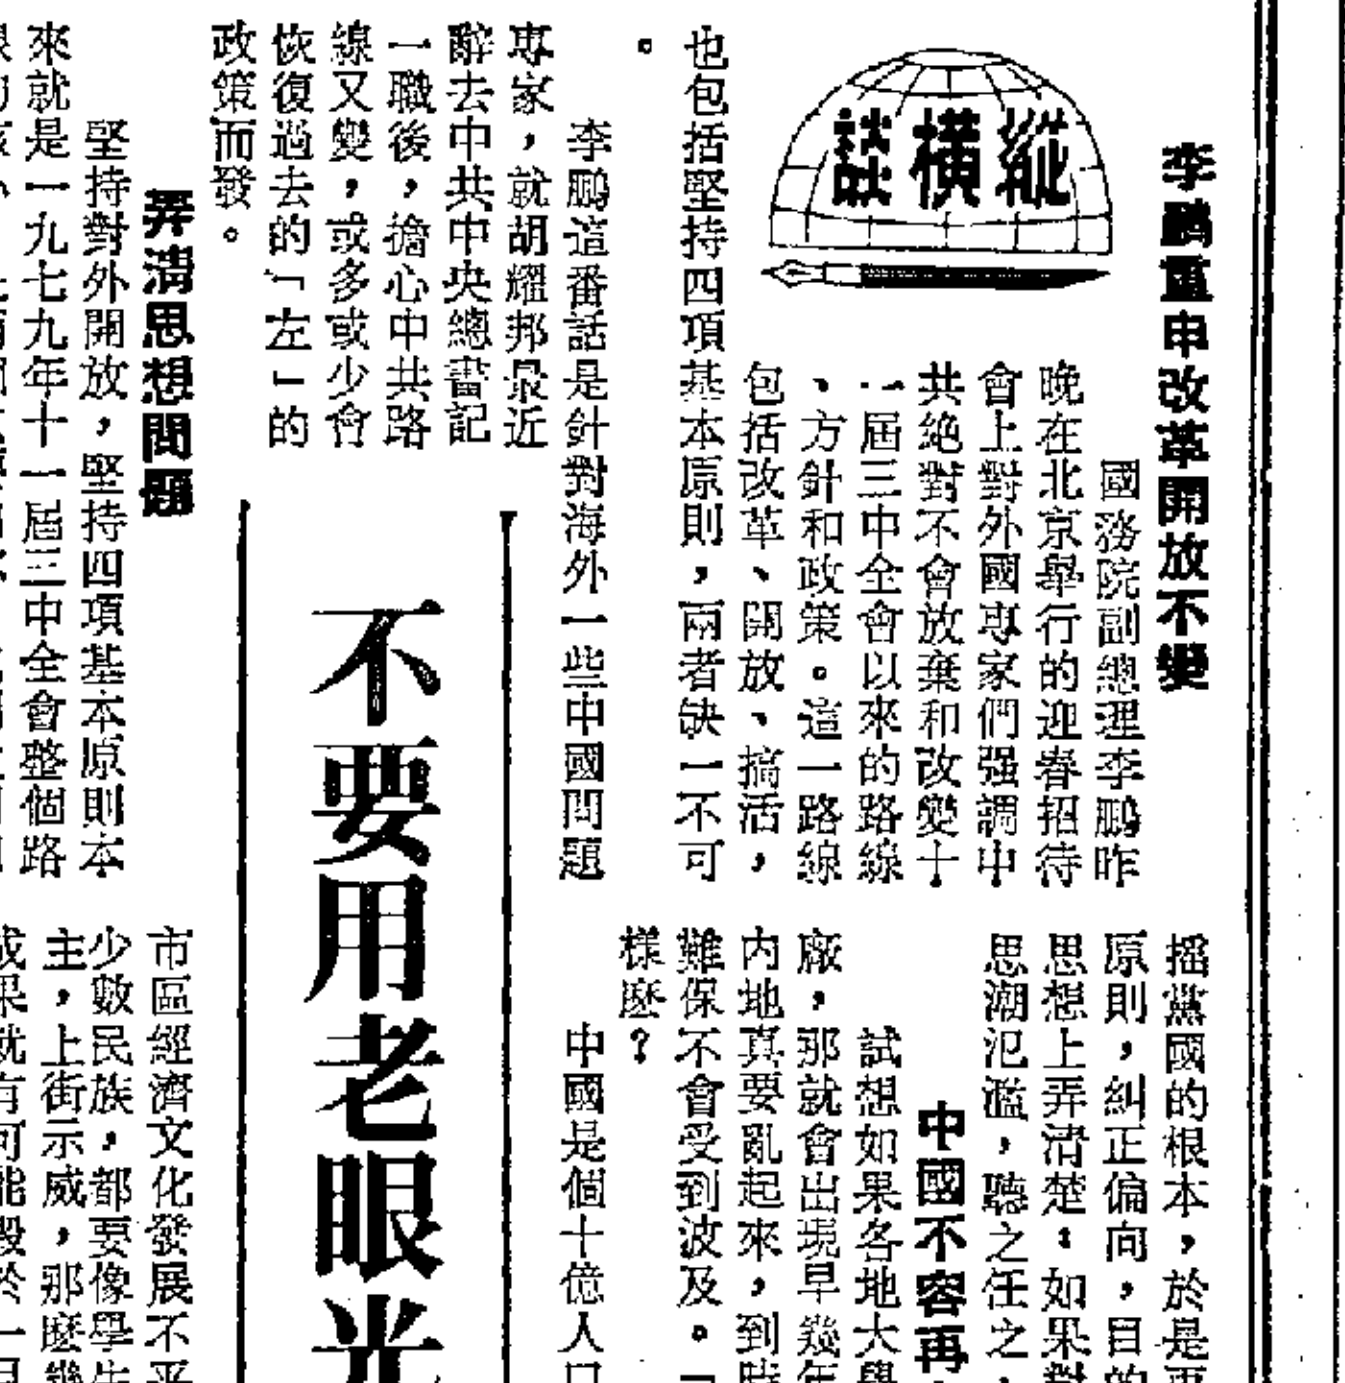 李鵬重申改革開放不變
縱橫談
國務院副總理李鵬昨
晚在北京舉行的迎春招待
會上對外國專家們强調中
共絕對不會放棄和改變十
一屆三中全會以來的路線
、方針和政策。這一路線
包括改革、開放、搞活，
也包括堅持四項基本原則，兩者缺一不可
。
李鵬這番話是針對海外一些中國問題
專家，就胡耀邦最近
辭去中共中央總書記
一職後，擔心中共路
線又變，或多或少會
恢復過去的「左」的
政策而發。
不要用老眼光
弄清思想問題
堅持對外開放，堅持四項基本原則本
來就是一九七九年十一屆三中全會整個路
搖黨國的根本，於是要
原則，糾正偏向，目的
思想上弄清楚：如果對
思潮氾濫，聽之任之，
中國不容再
試想如果各地大學
廠，那就會出現早幾年
內地真要亂起來，到時
難保不會受到波及。「
樣麽？
中國是個十億人口
市區經濟文化發展不平
少數民族，都要像學生
主，上街示威，那麽幾
成果就有可能毀於一旦